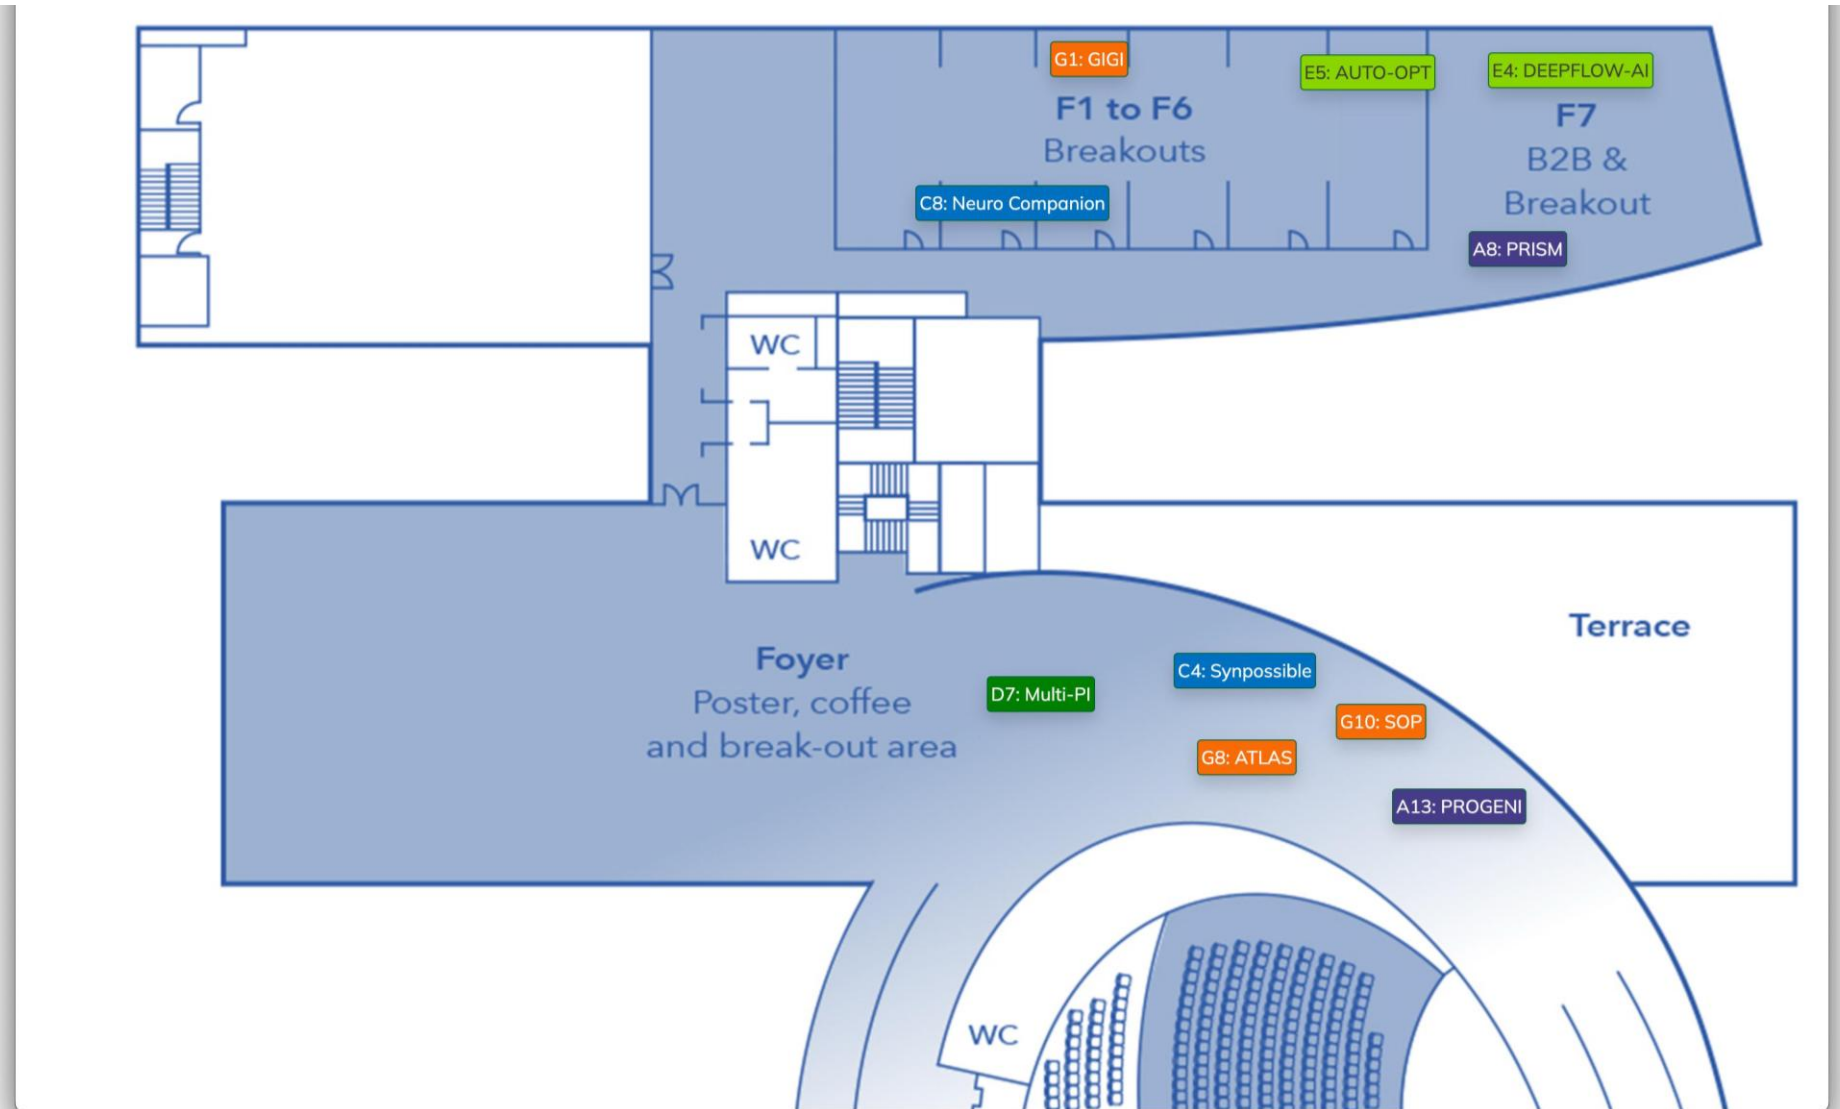 G1: GIGI
E5: AUTO-OPT
E4: DEEPFLOW-AI
F1 to F6
Breakouts
F7
B2B &
Breakout
C8: Neuro Companion
A8: PRISM
WC
WC
Terrace
Foyer
Poster, coffee
and break-out area
D7: Multi-PI
C4: Synpossible
G10: SOP
G8: ATLAS
A13: PROGENI
WC